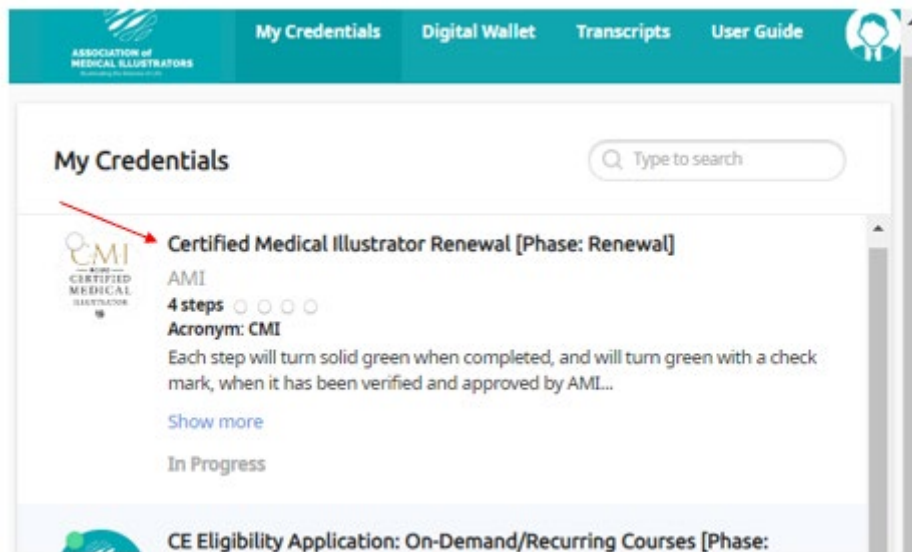 My Credentials
Digital Wallet
Transcripts
User Guide
ASSOCIATION of
MEDICAL ILLUSTRATORS
My Credentials
Type to search
Certified Medical Illustrator Renewal [Phase: Renewal]
CMI
CERTIFIED
MEDICAL
ILLUSTRATOR
AMI
4 steps
Acronym: CMI
Each step will turn solid green when completed, and will turn green with a check
mark, when it has been verified and approved by AMI...
Show more
In Progress
CE Eligibility Application: On-Demand/Recurring Courses [Phase: